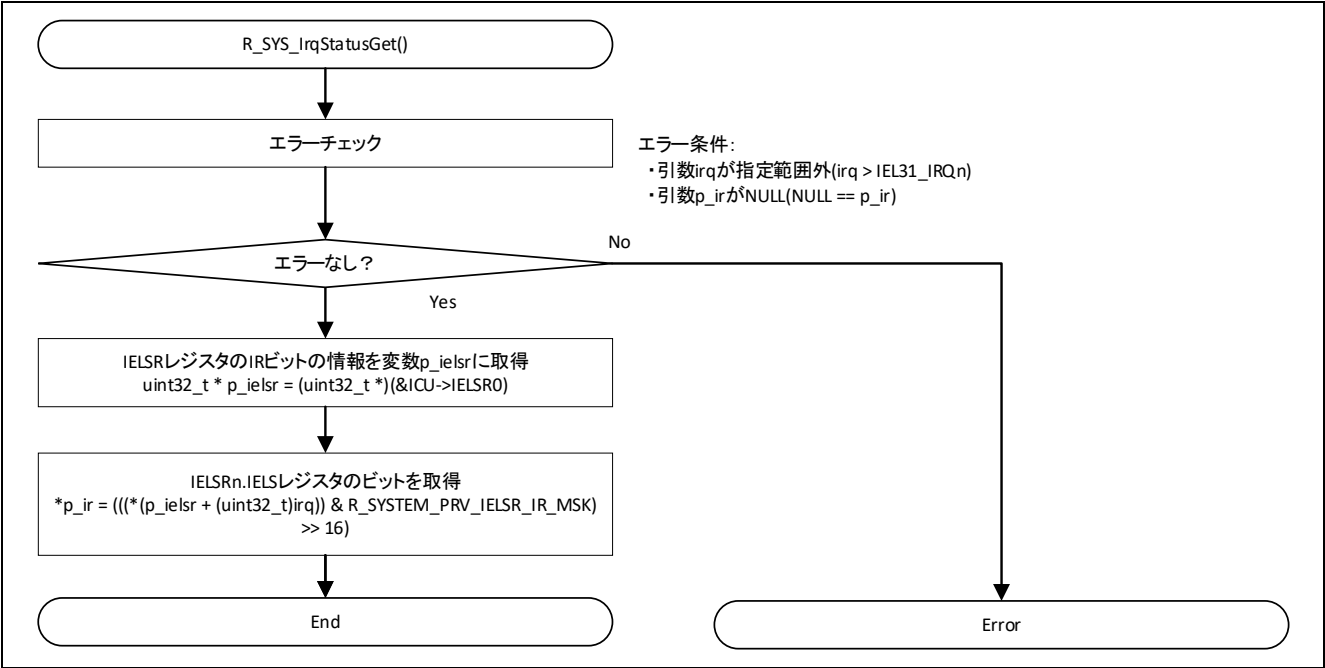 R_SYS_IrqStatusGet()
エラーチェック
エラー条件:
・引数irqが指定範囲外(irq > IEL31_IRQn)
・引数p_irがNULL(NULL == p_ir)
エラーなし？
No
Yes
IELSRレジスタのIRビットの情報を変数p_ielsrに取得
uint32_t * p_ielsr = (uint32_t *)(&ICU->IELSR0)
IELSRn.IELSレジスタのビットを取得
*p_ir = (((*(p_ielsr + (uint32_t)irq)) & R_SYSTEM_PRV_IELSR_IR_MSK)
>> 16)
End
Error